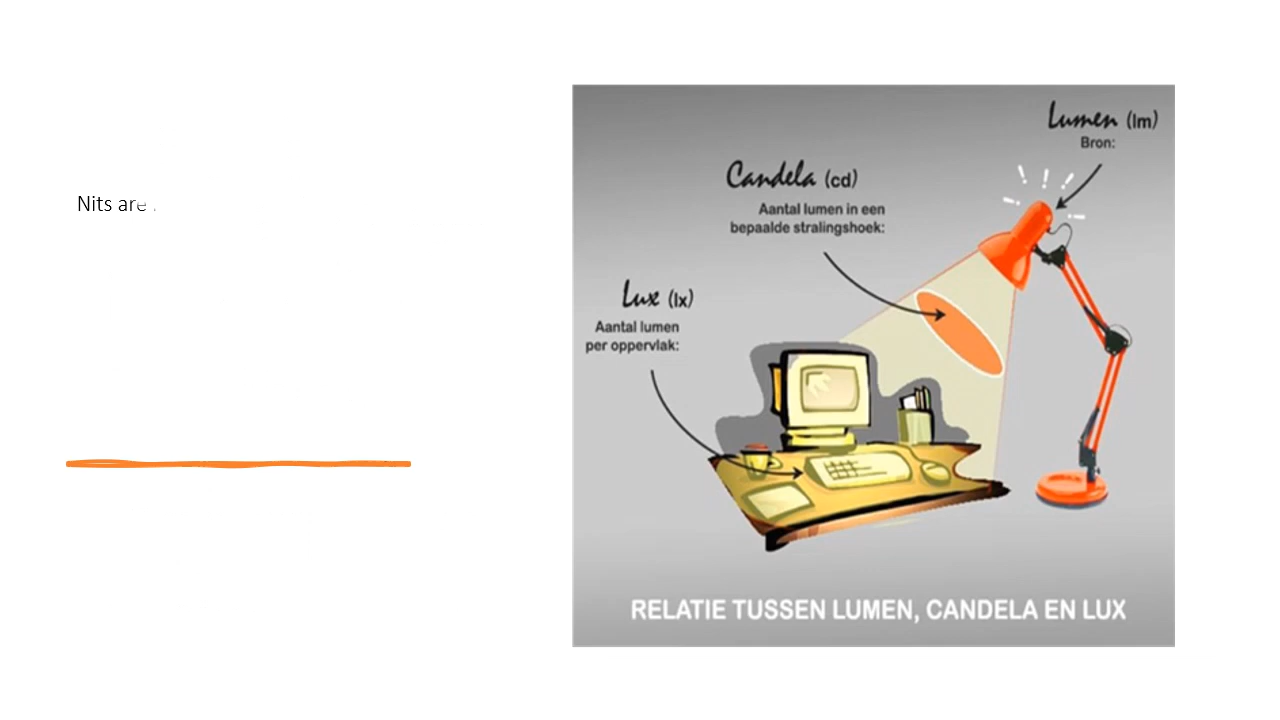 Nits are
Lumen (lm)
Bron:
Candela (cd)
Aantal lumen in een
bepaalde stralingshoek:
Lux (lx)
Aantal lumen
per oppervlak:
RELATIE TUSSEN LUMEN, CANDELA EN LUX